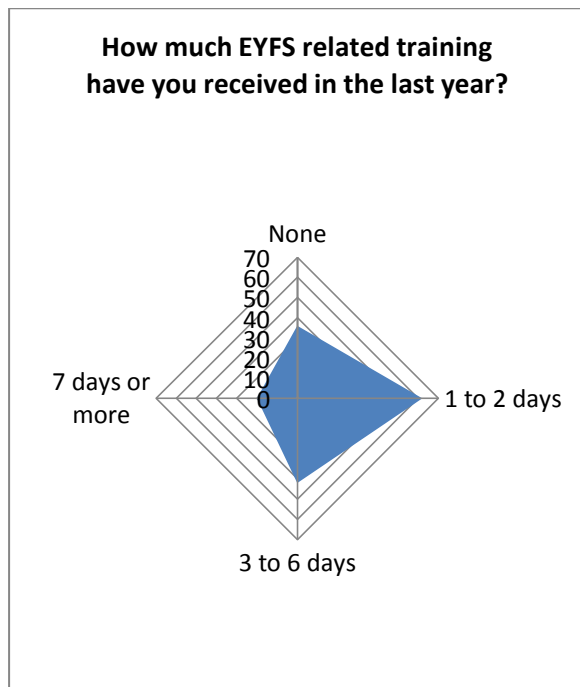 How much EYFS related training
have you received in the last year?
None
70
60
50
40
30
20
10
0
7 days or
more
1 to 2 days
3 to 6 days